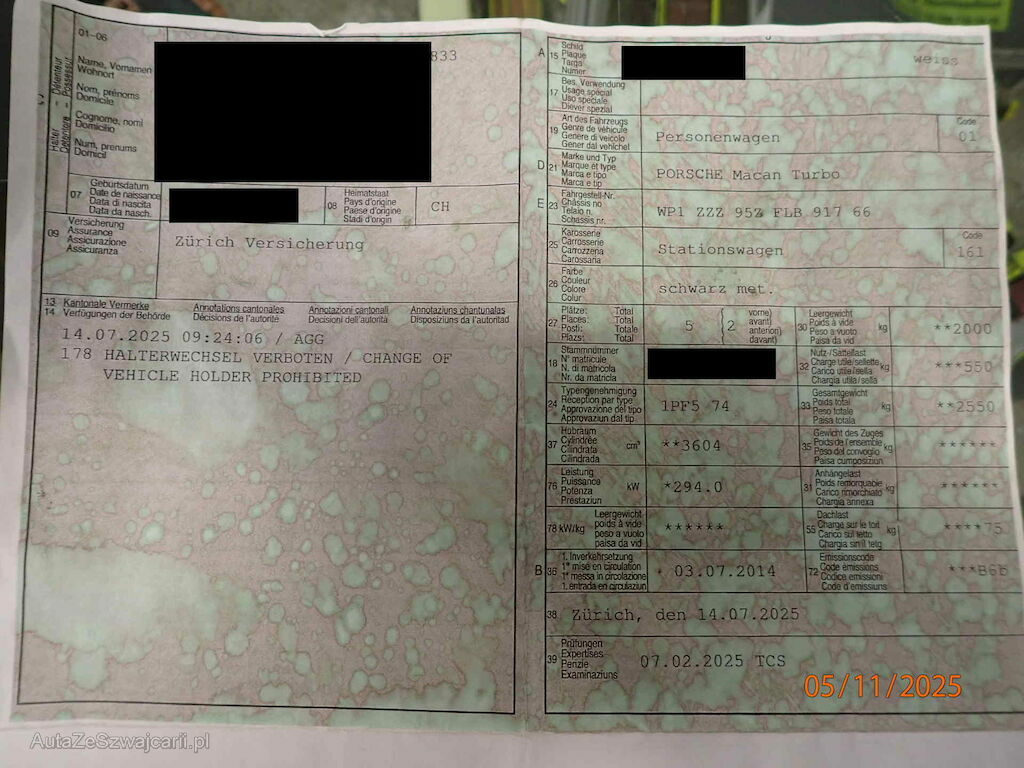 01-06
Halter
Détenteur
Detentore
Possessur
Name, Vornamen
Wohnort
Nom, prénoms
Domicile
Cognome, nomi
Domicilio
Num, prenums
Domicil
833
07
Geburtsdatum
Date de naissance
Data di nascita
Data da nasch.
08
Heimatstaat
Pays d'origine
Paese d'origine
Stadi d'origin
CH
09
Versicherung
Assurance
Assicurazione
Assicuranza
Zürich Versicherung
13 Kantonale Vermerke
14 Verfügungen der Behörde
Annotations cantonales
Décisions de l'autorité
Annotazioni cantonali
Decisioni dell'autorità
Annotaziuns chantunalas
Disposiziuns da l'autoritad
14.07.2025 09:24:06 / AGG
178 HALTERWECHSEL VERBOTEN / CHANGE OF
VEHICLE HOLDER PROHIBITED
A 15
Schild
Plaque
Targa
Numer
weiss
17
Bes. Verwendung
Usage spécial
Uso speciale
Diever spezial
19
Art des Fahrzeugs
Genre de véhicule
Genere di veicolo
Gener dal vehichel
Personenwagen
Code
01
D 21
Marke und Typ
Marque et type
Marca e tipo
Marca e tip
PORSCHE Macan Turbo
E 23
Fahrgestell-Nr.
Châssis no
Telaio n.
Schassis nr.
WP1 ZZZ 95Z FLB 917 66
25
Karosserie
Carrosserie
Carrozzeria
Carossaria
Stationswagen
Code
161
26
Farbe
Couleur
Colore
Colur
schwarz met.
27
Plätze: Total
Places: Total
Posti: Totale
Plazs: Total
5
2
vorne)
avant)
anteriori)
davant)
30
Leergewicht
Poids à vide
Peso a vuoto
Paisa da vid
kg
**2000
18
Stammnummer
N° matricule
N. di matricola
Nr. da matricla
32
Nutz-/Sattellast
Charge utile/sellette
Carico utile/sella
Chargia utila/sella
kg
***550
24
Typengenehmigung
Réception par type
Approvazione del tipo
Approvaziun dal tip
1PF5 74
33
Gesamtgewicht
Poids total
Peso totale
Paisa totala
kg
**2550
37
Hubraum
Cylindrée
Cilindrata
Cilindrada
cm³
**3604
35
Gewicht des Zuges
Poids de l'ensemble
Peso del convoglio
Paisa cumposiziun
kg
******
76
Leistung
Puissance
Potenza
Prestaziun
kW
*294.0
31
Anhängelast
Poids remorquable
Carico rimorchiato
Chargia annexa
kg
******
78 kW/kg
Leergewicht
poids à vide
peso a vuoto
paisa da vid
******
55
Dachlast
Charge sur le toit
Carico sul tetto
Chargia sin il tetg
kg
****75
B 36
1. Inverkehrsetzung
1re mise en circulation
1a messa in circolazione
1. entrada en circulaziun
03.07.2014
72
Emissionscode
Code émissions
Codice emissioni
Code d'emissiuns
***B6b
38 Zürich, den 14.07.2025
39
Prüfungen
Expertises
Perizie
Examinaziuns
07.02.2025 TCS
05/11/2025
AutaZeSzwajcarii.pl